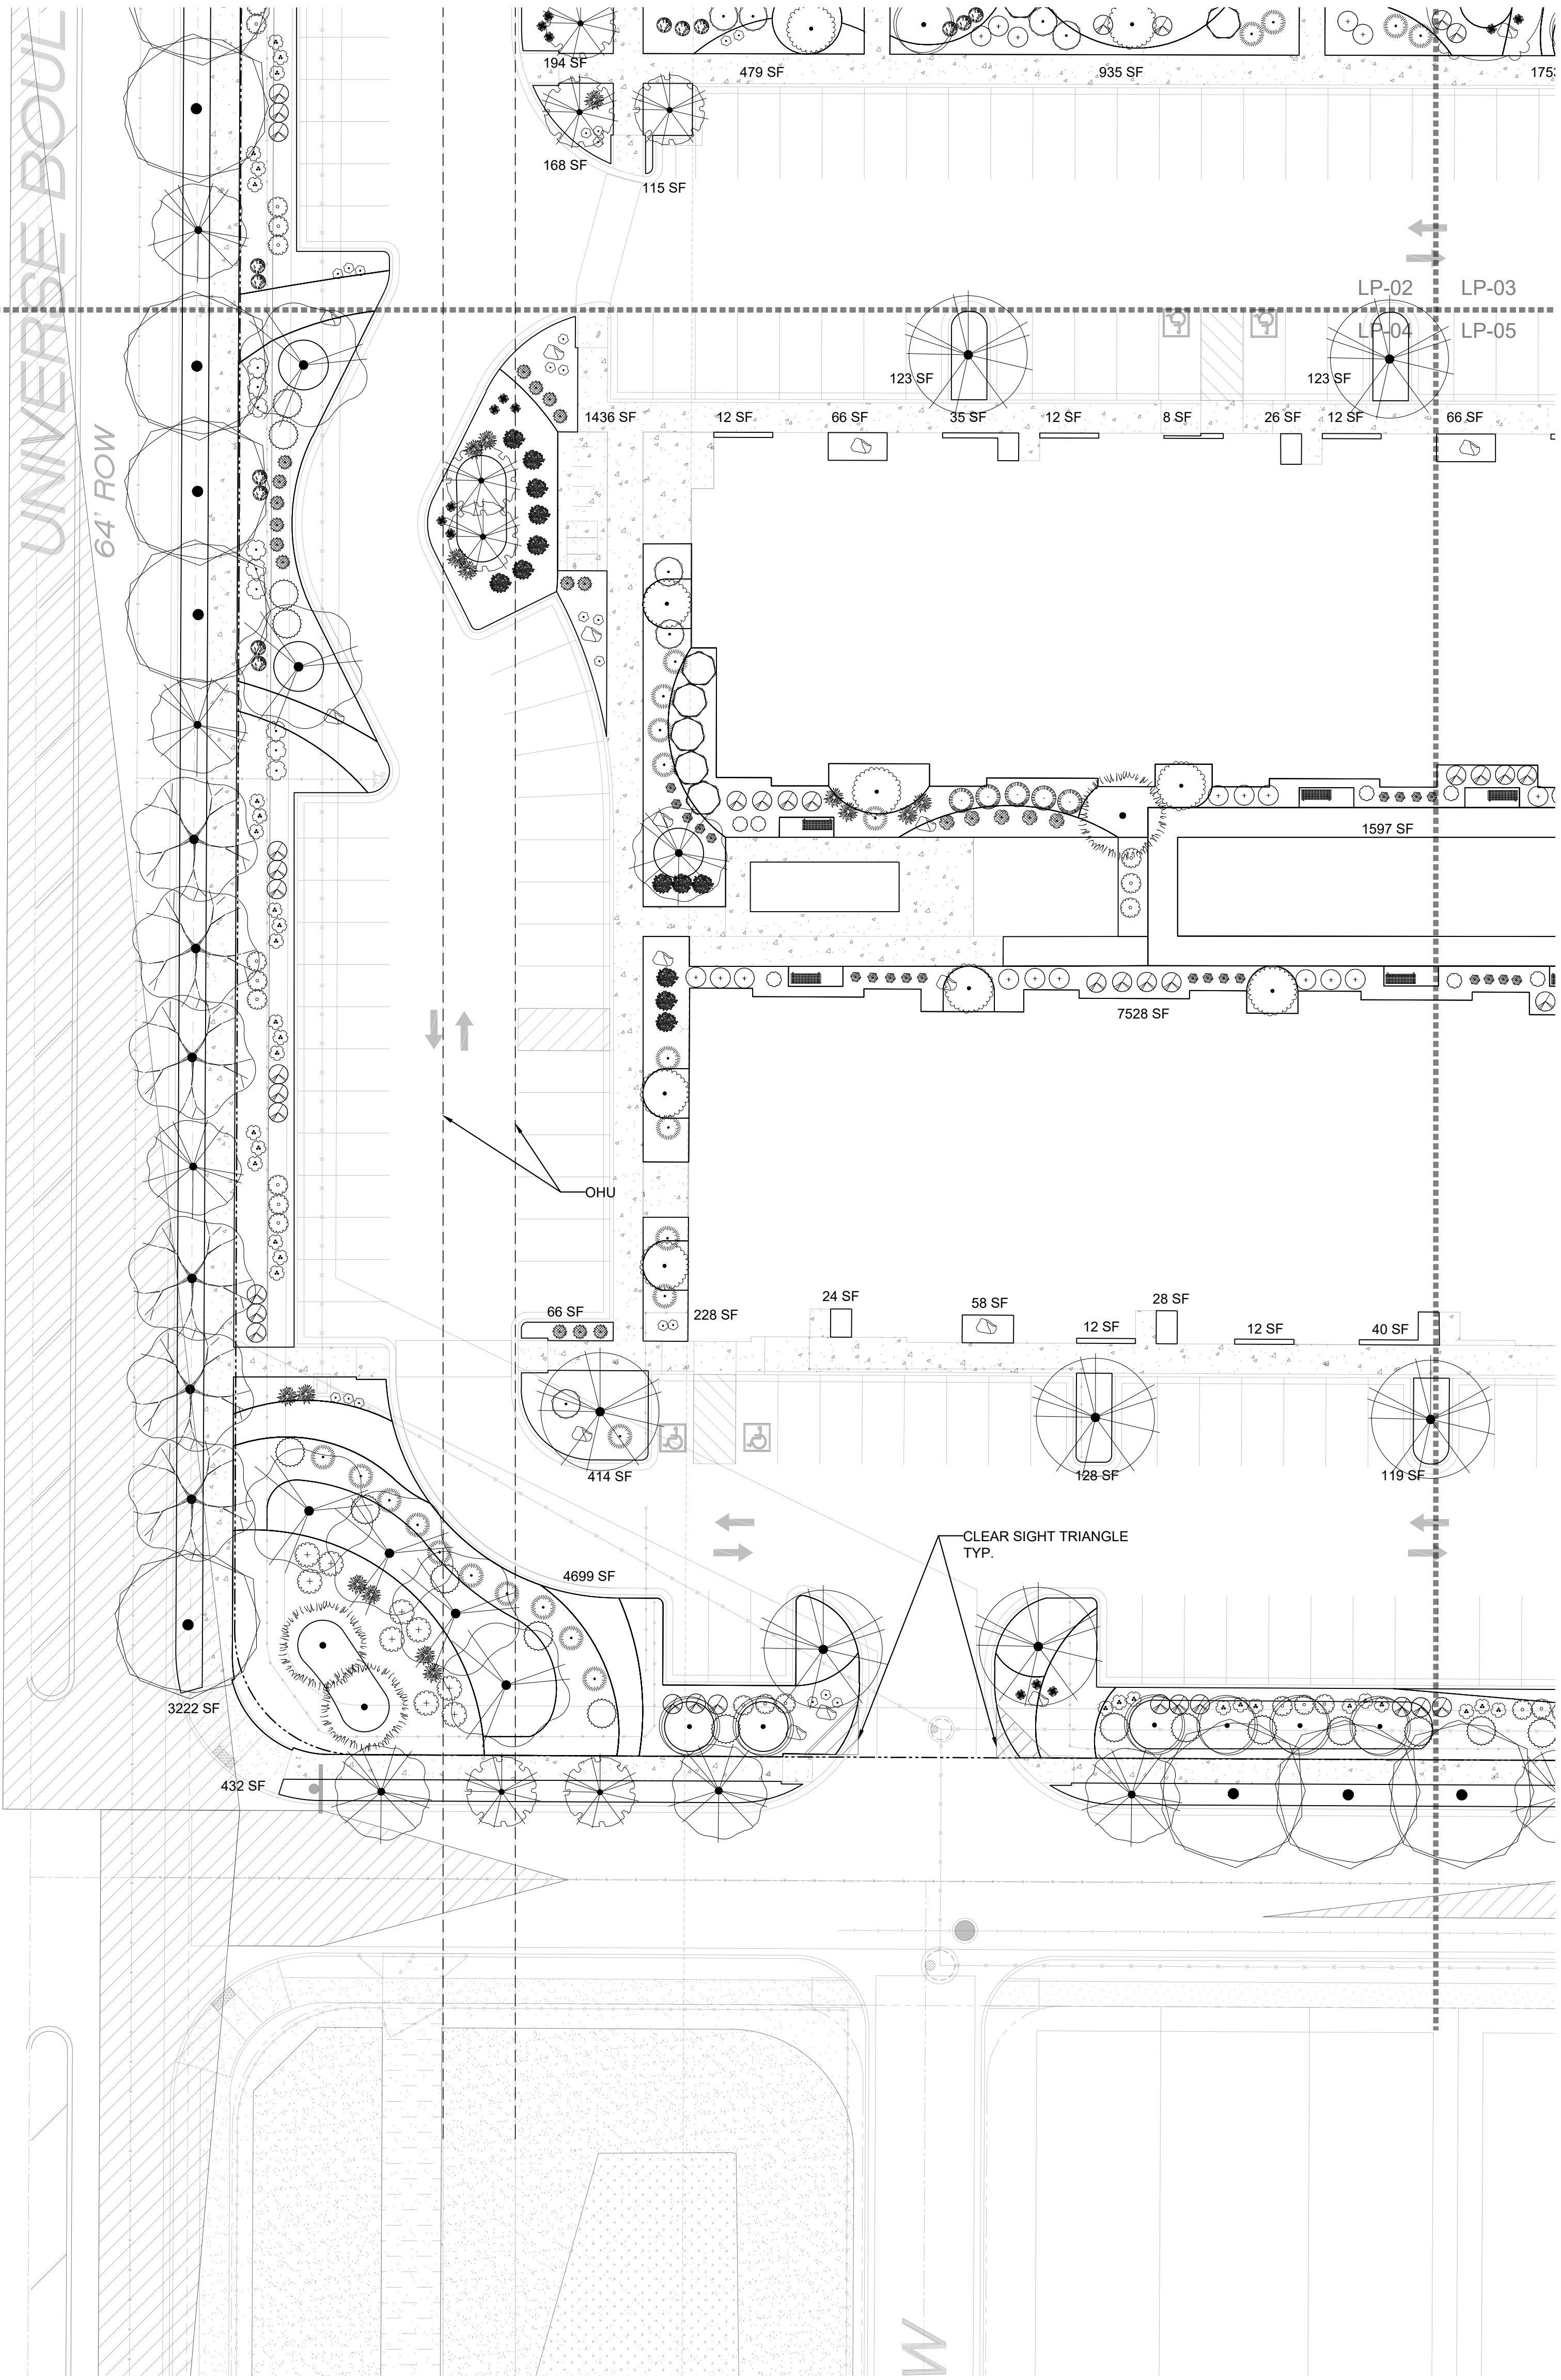 UNIVERSE BOUL
64' ROW
194 SF
479 SF
935 SF
168 SF
115 SF
LP-02
LP-03
LP-04
LP-05
123 SF
123 SF
1436 SF
12 SF
66 SF
35 SF
12 SF
8 SF
26 SF
12 SF
66 SF
1597 SF
7528 SF
OHU
66 SF
228 SF
24 SF
58 SF
28 SF
12 SF
12 SF
40 SF
414 SF
128 SF
119 SF
CLEAR SIGHT TRIANGLE
TYP.
4699 SF
3222 SF
432 SF
W